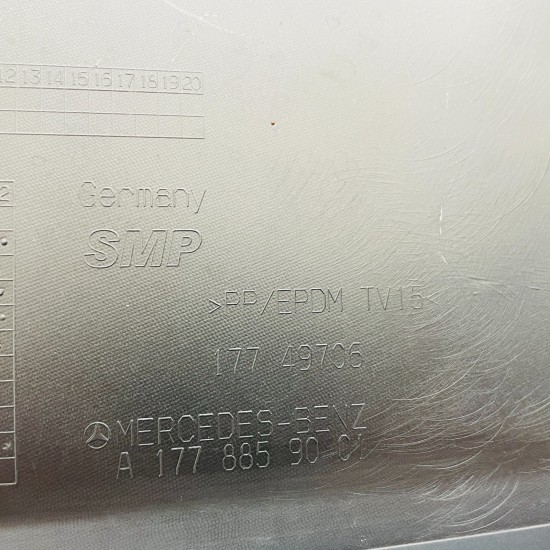 12 13 14 15 16 17 18 19 20
2
Germany
SMP
>PP/EPDM TV15<
177 49706
MERCEDES-BENZ
A 177 885 90 01